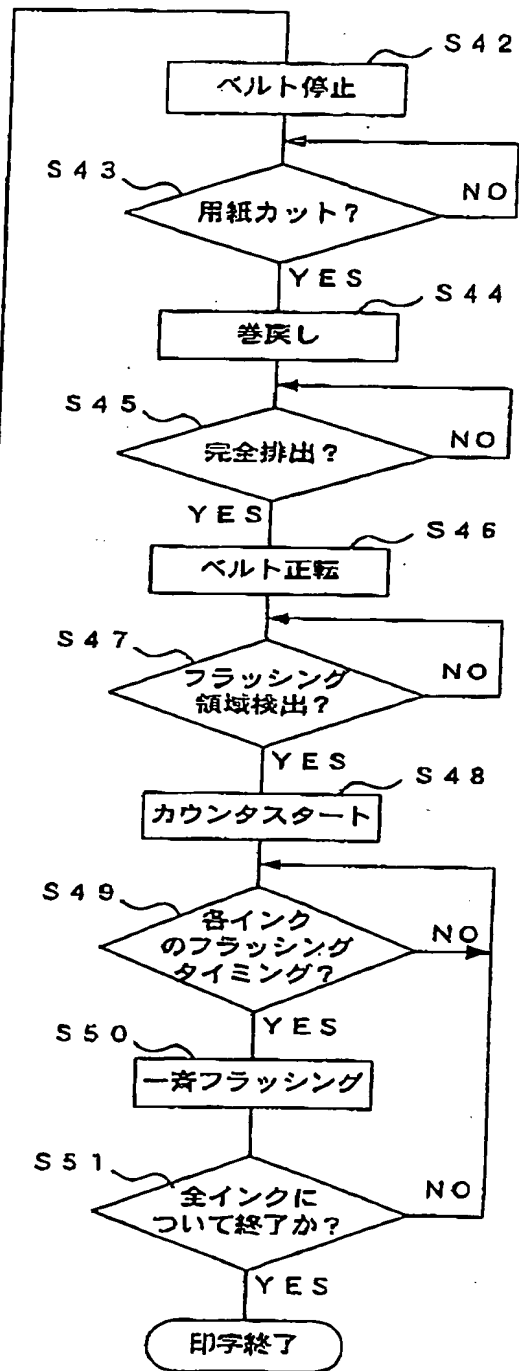 S42
ベルト停止
S43
用紙カット?
NO
YES
S44
巻戻し
S45
完全排出?
NO
YES
S46
ベルト正転
S47
フラッシング
領域検出?
NO
YES
S48
カウンタスタート
S49
各インク
のフラッシング
タイミング?
NO
YES
S50
一斉フラッシング
S51
全インクに
ついて終了か?
NO
YES
印字終了